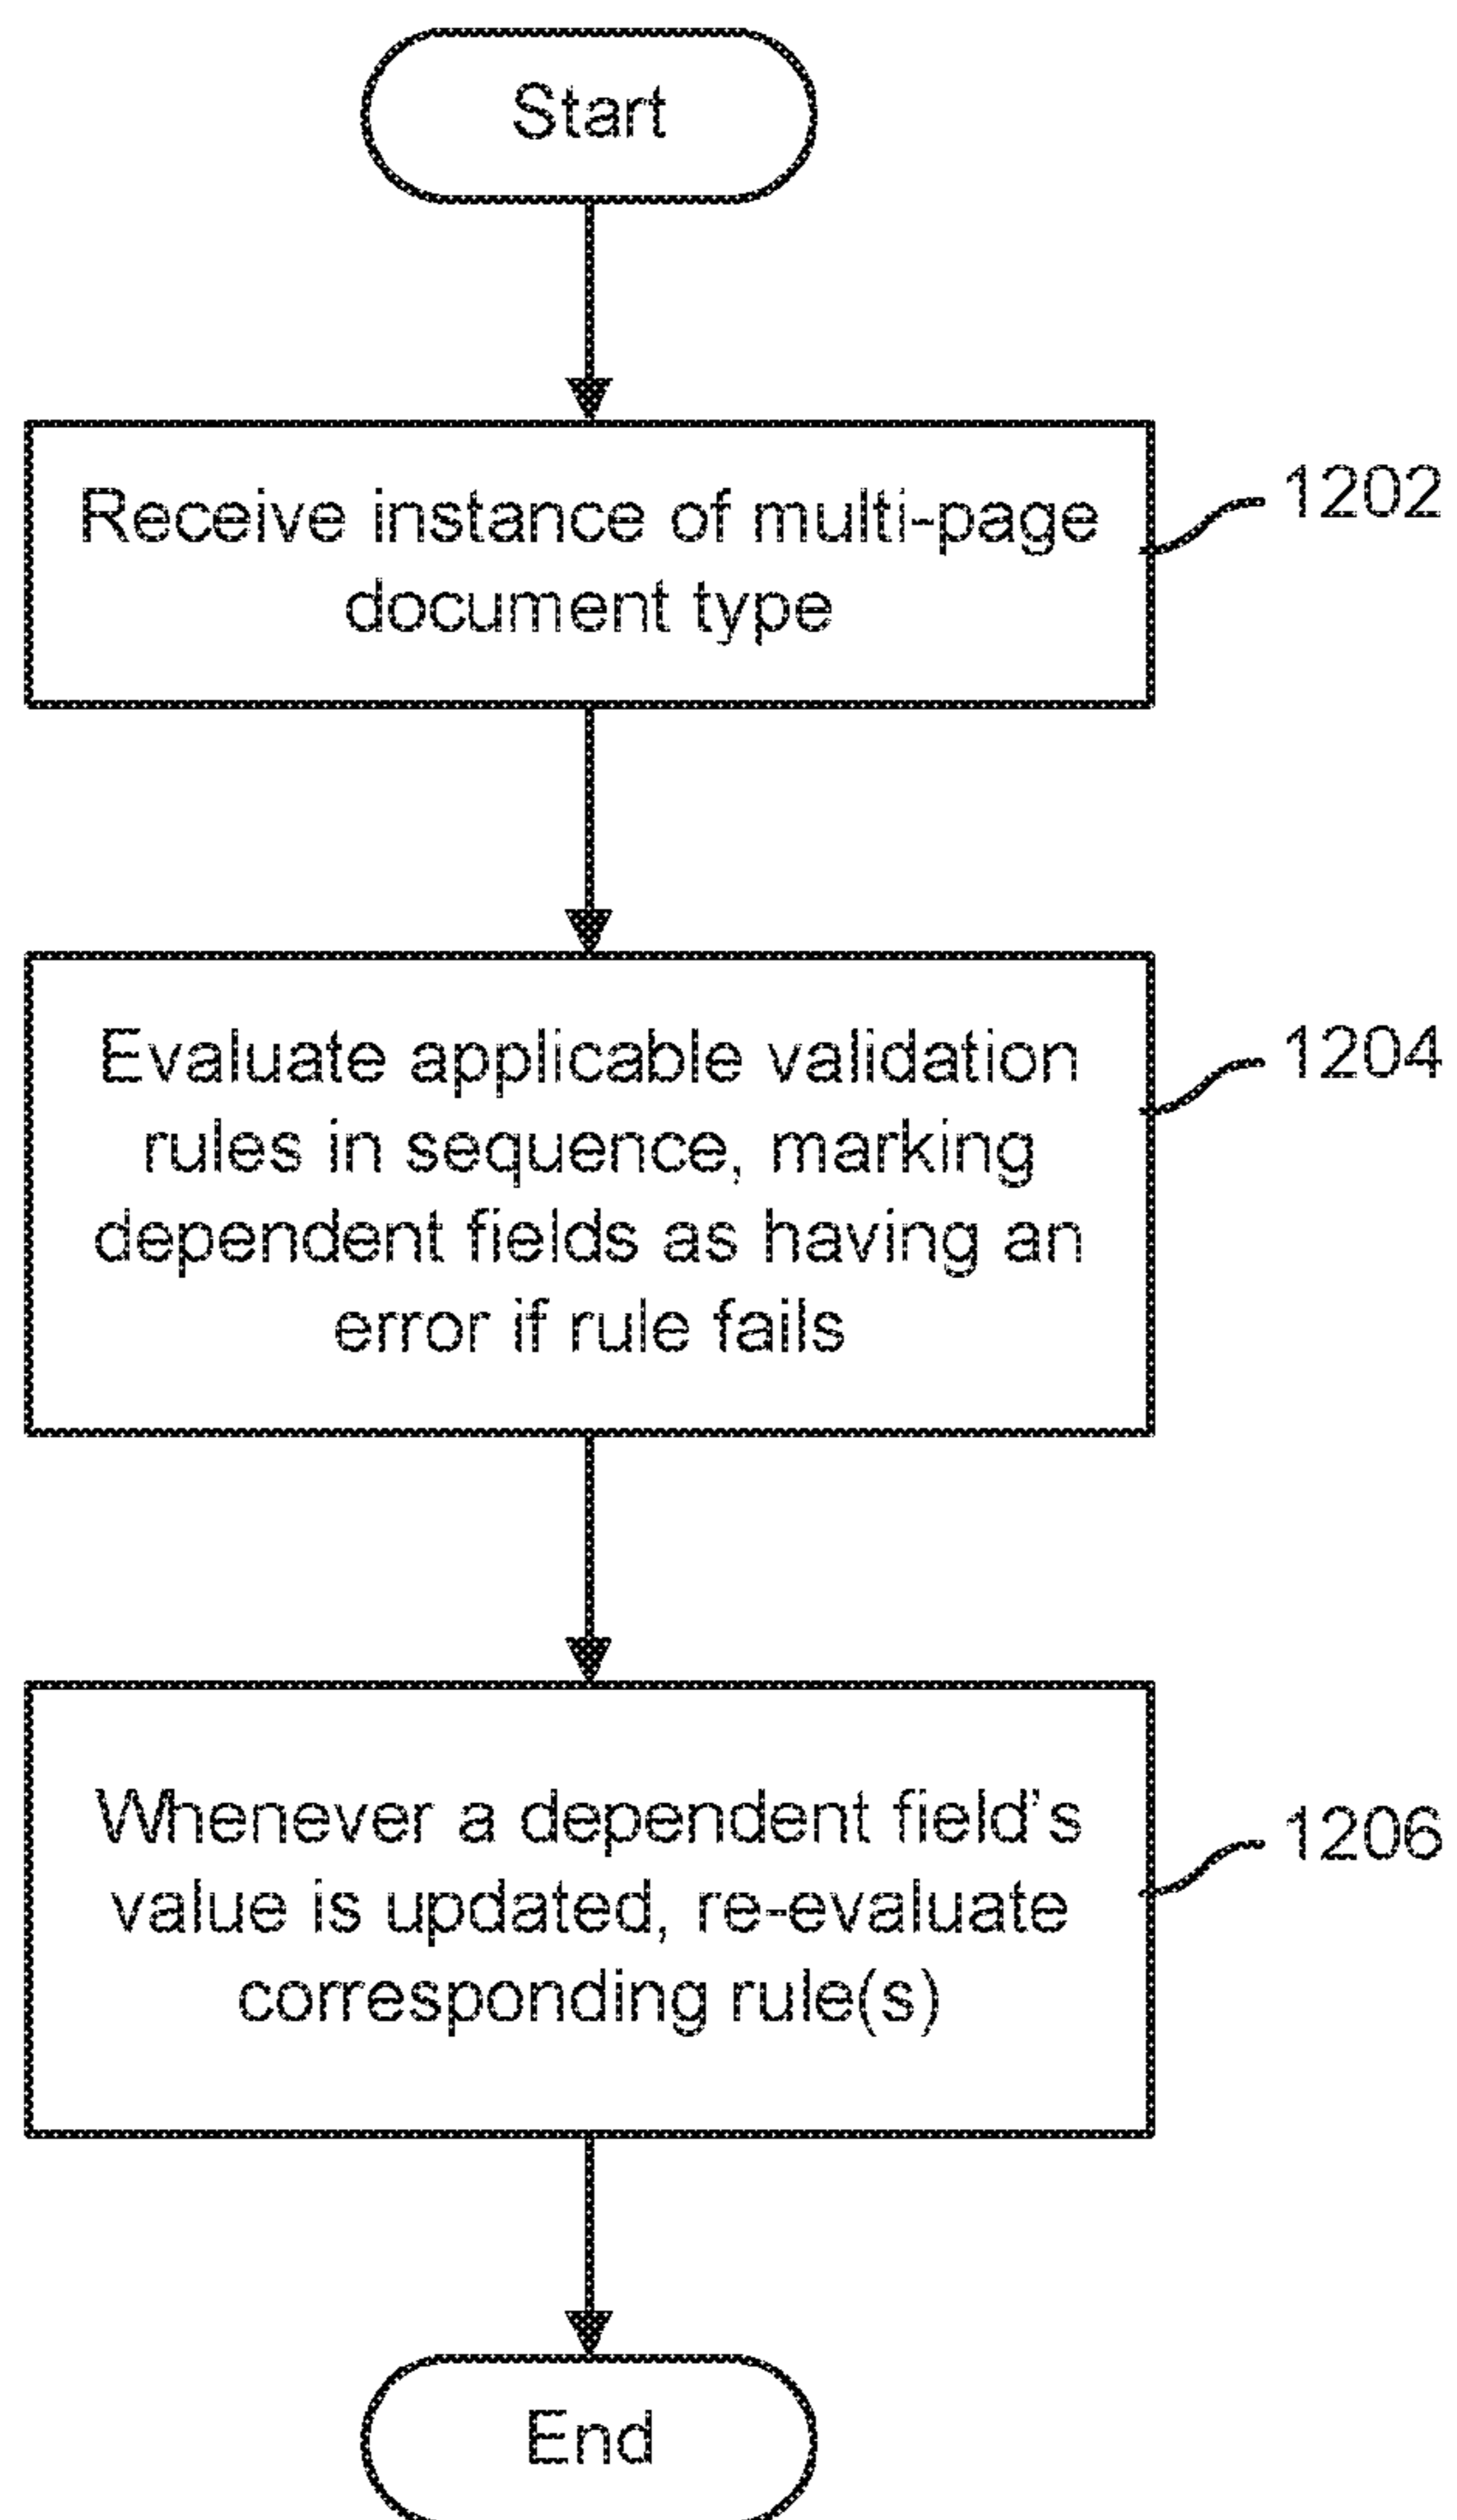 Start
Receive instance of multi-page
document type
1202
Evaluate applicable validation
rules in sequence, marking
dependent fields as having an
error if rule fails
1204
Whenever a dependent field's
value is updated, re-evaluate
corresponding rule(s)
1206
End